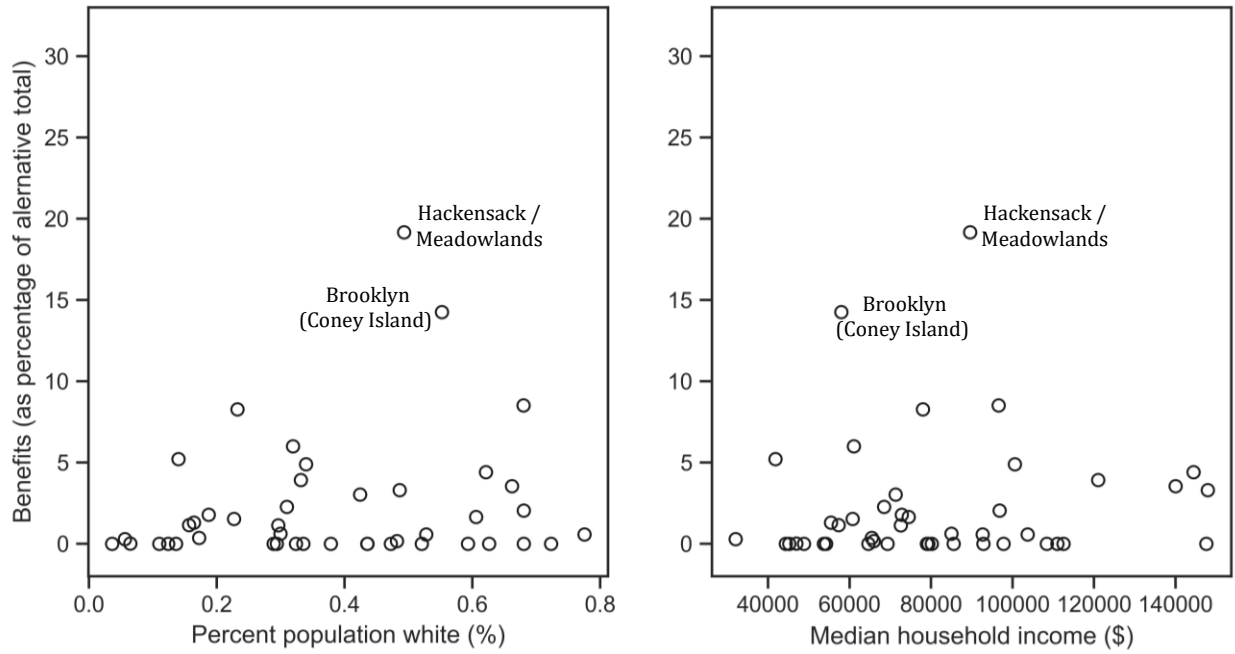 Benefits (as percentage of alernative total)
30
25
20
15
10
5
0
Hackensack /
Meadowlands
Brooklyn
(Coney Island)
0.0 0.2 0.4 0.6 0.8
Percent population white (%)
30
25
20
15
10
5
0
Hackensack /
Meadowlands
Brooklyn
(Coney Island)
40000 60000 80000 100000 120000 140000
Median household income ($)